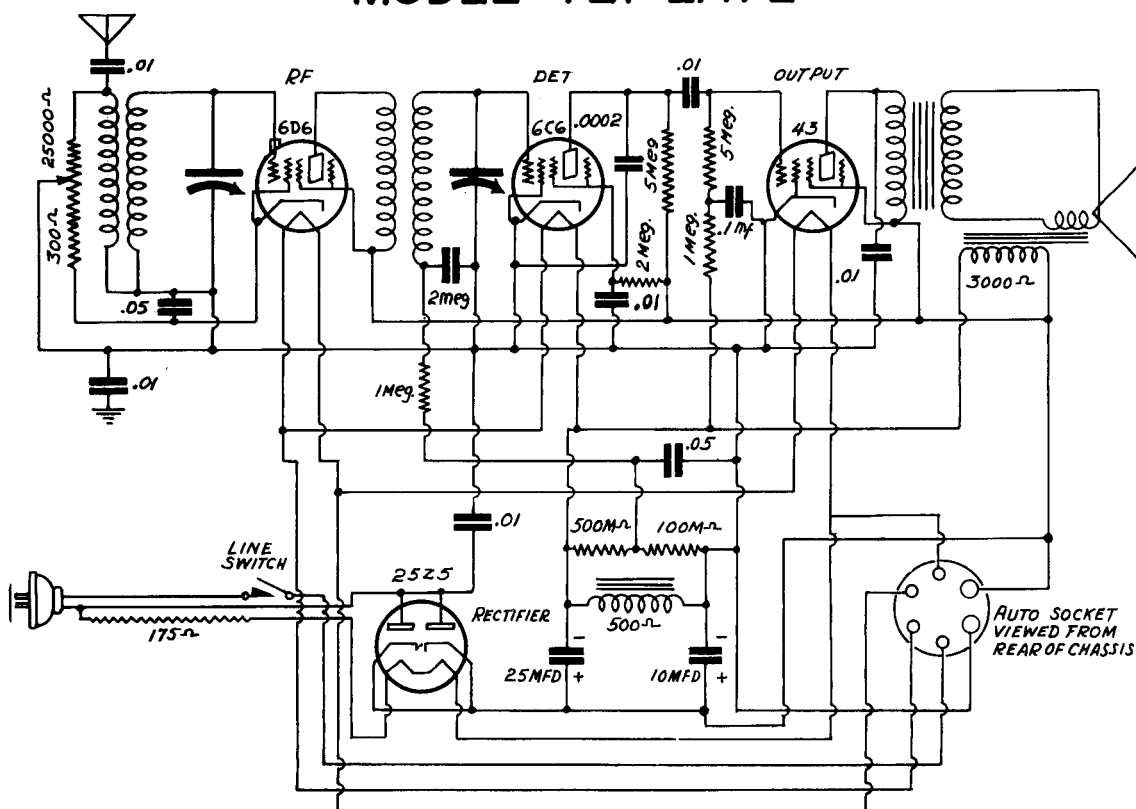 .01
RF
DET
.01
OUTPUT
25000Ω
300Ω
6D6
6C6
.0002
5Meg
5Meg.
43
2Meg.
1Meg.
.1mf
.05
2meg
.01
.01
3000Ω
.01
1Meg.
.05
.01
500MΩ
100MΩ
LINE
SWITCH
25Z5
RECTIFIER
500Ω
175Ω
25MFD
+
-
10MFD
+
-
AUTO SOCKET
VIEWED FROM
REAR OF CHASSIS